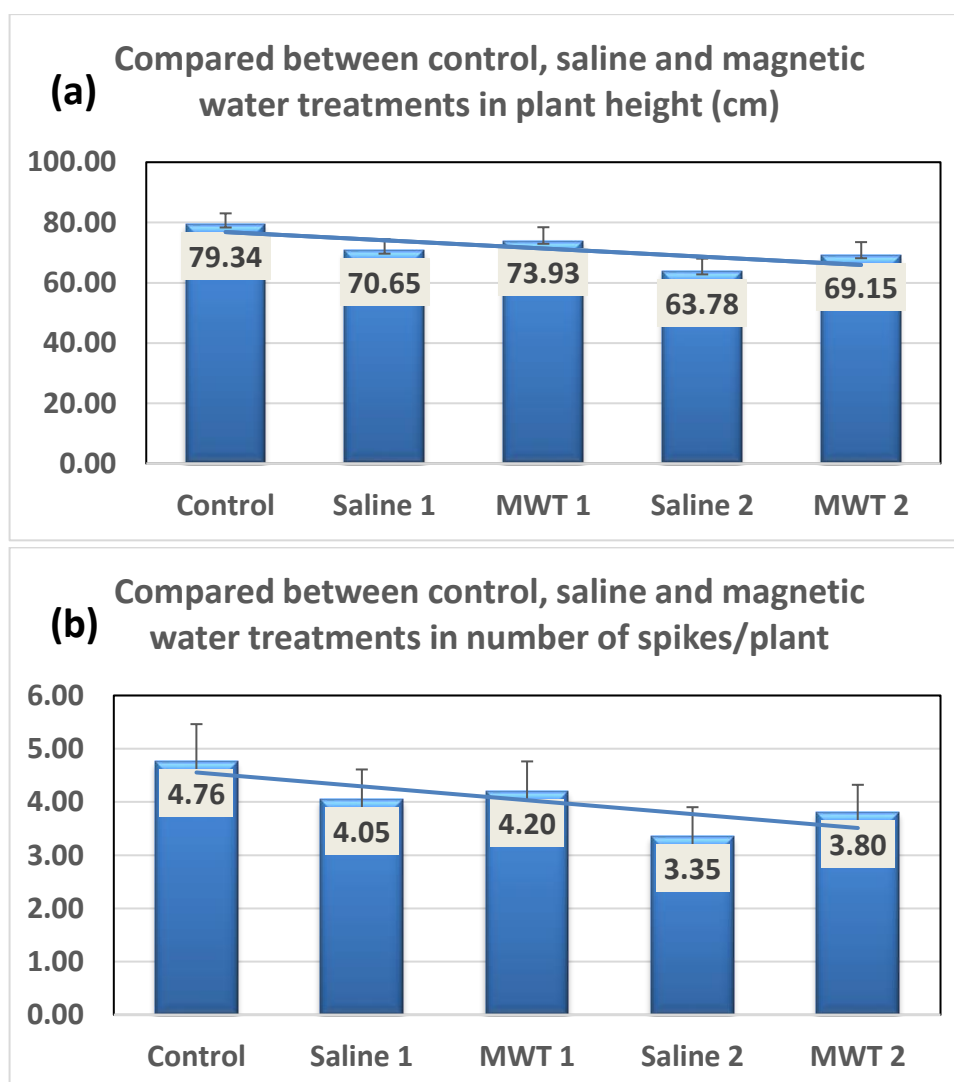 Compared between control, saline and magnetic
(a)
water treatments in plant height (cm)
100.00
80.00
60.00
40.00
20.00
0.00
79.34
70.65
73.93
63.78
69.15
Control Saline 1 MWT 1 Saline 2 MWT 2
Compared between control, saline and magnetic
(b)
water treatments in number of spikes/plant
6.00
5.00
4.00
3.00
2.00
1.00
0.00
4.76
4.05
4.20
3.35
3.80
Control Saline 1 MWT 1 Saline 2 MWT 2